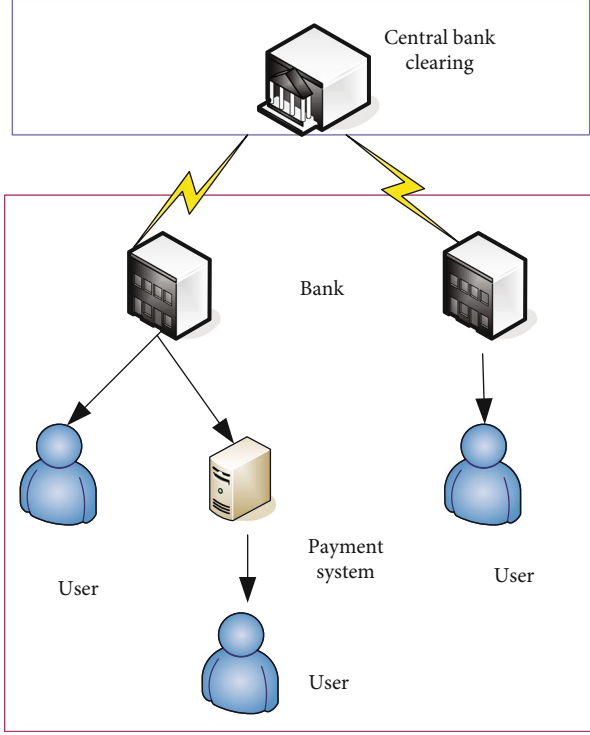 Central bank
clearing
Bank
Payment
system
User
User
User